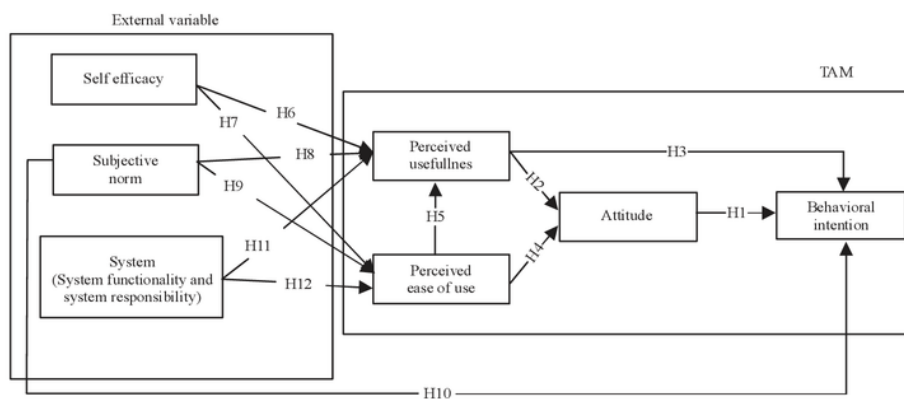 External variable
TAM
Self efficacy
H6
H7
Subjective
norm
H8
H9
Perceived
usefullnes
H3
H2
H5
Attitude
H1
Behavioral
intention
H4
H11
System
(System functionality and
system responsibility)
H12
Perceived
ease of use
H10